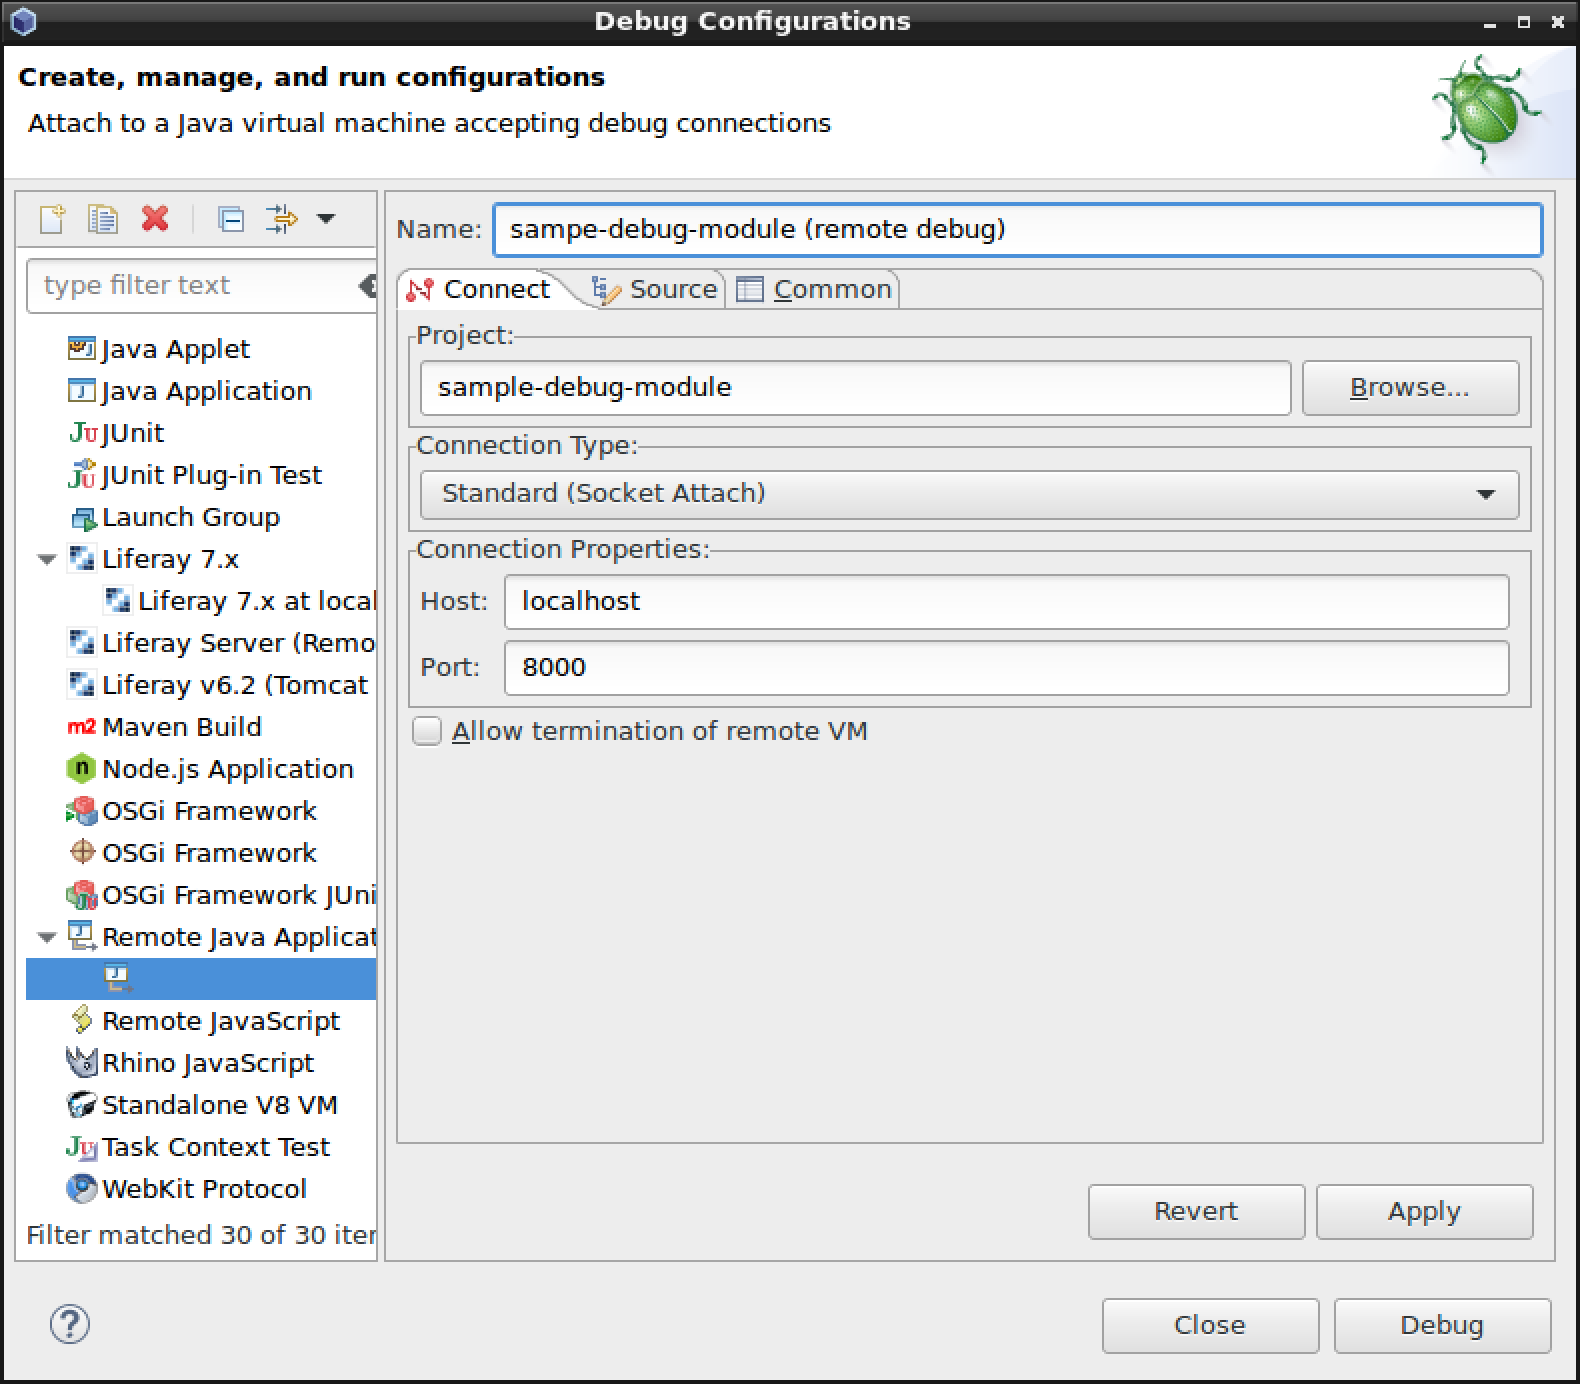 Debug Configurations
Create, manage, and run configurations
Attach to a Java virtual machine accepting debug connections
type filter text
Java Applet
Java Application
JUnit
JUnit Plug-in Test
Launch Group
Liferay 7.x
Liferay 7.x at local
Liferay Server (Remo
Liferay v6.2 (Tomcat
Maven Build
Node.js Application
OSGi Framework
OSGi Framework
OSGi Framework JUni
Remote Java Applicat
Remote JavaScript
Rhino JavaScript
Standalone V8 VM
Task Context Test
WebKit Protocol
Filter matched 30 of 30 iter
Name: sampe-debug-module (remote debug)
Connect Source Common
Project:
sample-debug-module Browse...
Connection Type:
Standard (Socket Attach)
Connection Properties:
Host: localhost
Port: 8000
Allow termination of remote VM
Revert Apply
Close Debug